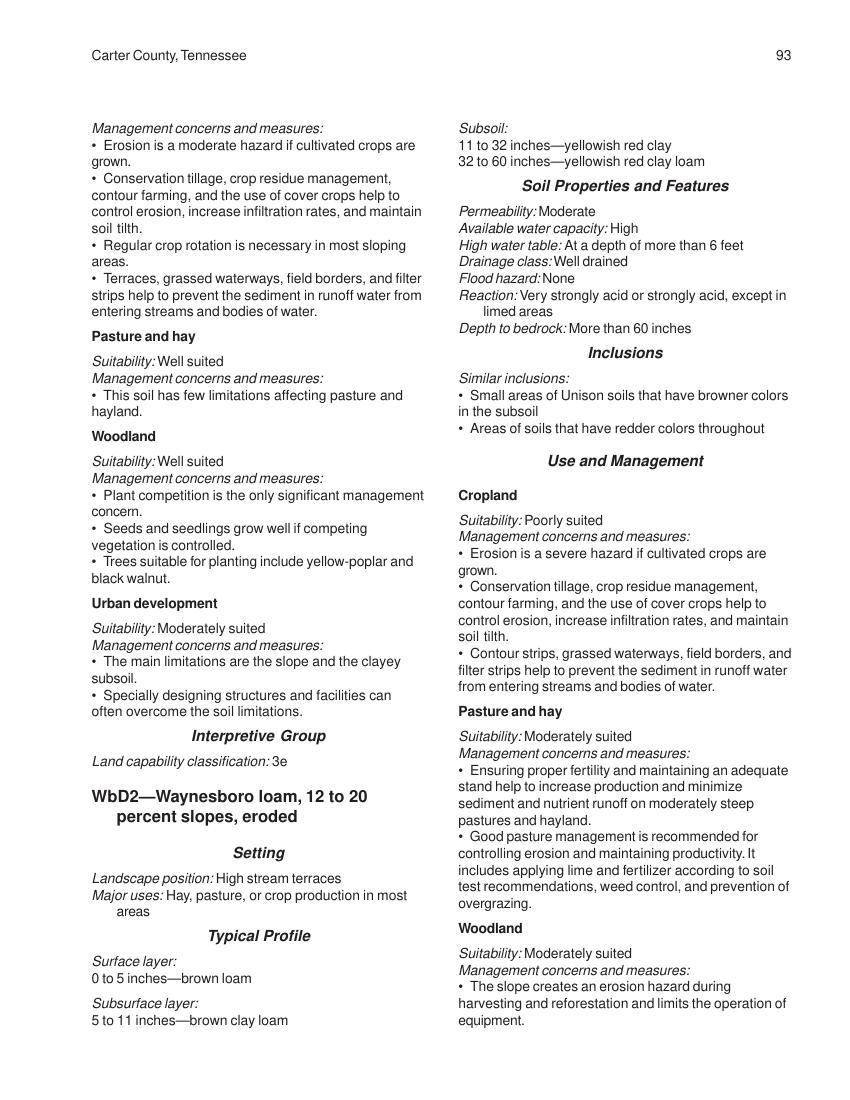 Carter County, Tennessee
93
Management concerns and measures:
• Erosion is a moderate hazard if cultivated crops are
grown.
• Conservation tillage, crop residue management,
contour farming, and the use of cover crops help to
control erosion, increase infiltration rates, and maintain
soil tilth.
• Regular crop rotation is necessary in most sloping
areas.
• Terraces, grassed waterways, field borders, and filter
strips help to prevent the sediment in runoff water from
entering streams and bodies of water.
Pasture and hay
Suitability: Well suited
Management concerns and measures:
• This soil has few limitations affecting pasture and
hayland.
Woodland
Suitability: Well suited
Management concerns and measures:
• Plant competition is the only significant management
concern.
• Seeds and seedlings grow well if competing
vegetation is controlled.
• Trees suitable for planting include yellow-poplar and
black walnut.
Urban development
Suitability: Moderately suited
Management concerns and measures:
• The main limitations are the slope and the clayey
subsoil.
• Specially designing structures and facilities can
often overcome the soil limitations.
Interpretive Group
Land capability classification: 3e
WbD2—Waynesboro loam, 12 to 20
percent slopes, eroded
Setting
Landscape position: High stream terraces
Major uses: Hay, pasture, or crop production in most
areas
Typical Profile
Surface layer:
0 to 5 inches—brown loam
Subsurface layer:
5 to 11 inches—brown clay loam
Subsoil:
11 to 32 inches—yellowish red clay
32 to 60 inches—yellowish red clay loam
Soil Properties and Features
Permeability: Moderate
Available water capacity: High
High water table: At a depth of more than 6 feet
Drainage class: Well drained
Flood hazard: None
Reaction: Very strongly acid or strongly acid, except in
limed areas
Depth to bedrock: More than 60 inches
Inclusions
Similar inclusions:
• Small areas of Unison soils that have browner colors
in the subsoil
• Areas of soils that have redder colors throughout
Use and Management
Cropland
Suitability: Poorly suited
Management concerns and measures:
• Erosion is a severe hazard if cultivated crops are
grown.
• Conservation tillage, crop residue management,
contour farming, and the use of cover crops help to
control erosion, increase infiltration rates, and maintain
soil tilth.
• Contour strips, grassed waterways, field borders, and
filter strips help to prevent the sediment in runoff water
from entering streams and bodies of water.
Pasture and hay
Suitability: Moderately suited
Management concerns and measures:
• Ensuring proper fertility and maintaining an adequate
stand help to increase production and minimize
sediment and nutrient runoff on moderately steep
pastures and hayland.
• Good pasture management is recommended for
controlling erosion and maintaining productivity. It
includes applying lime and fertilizer according to soil
test recommendations, weed control, and prevention of
overgrazing.
Woodland
Suitability: Moderately suited
Management concerns and measures:
• The slope creates an erosion hazard during
harvesting and reforestation and limits the operation of
equipment.